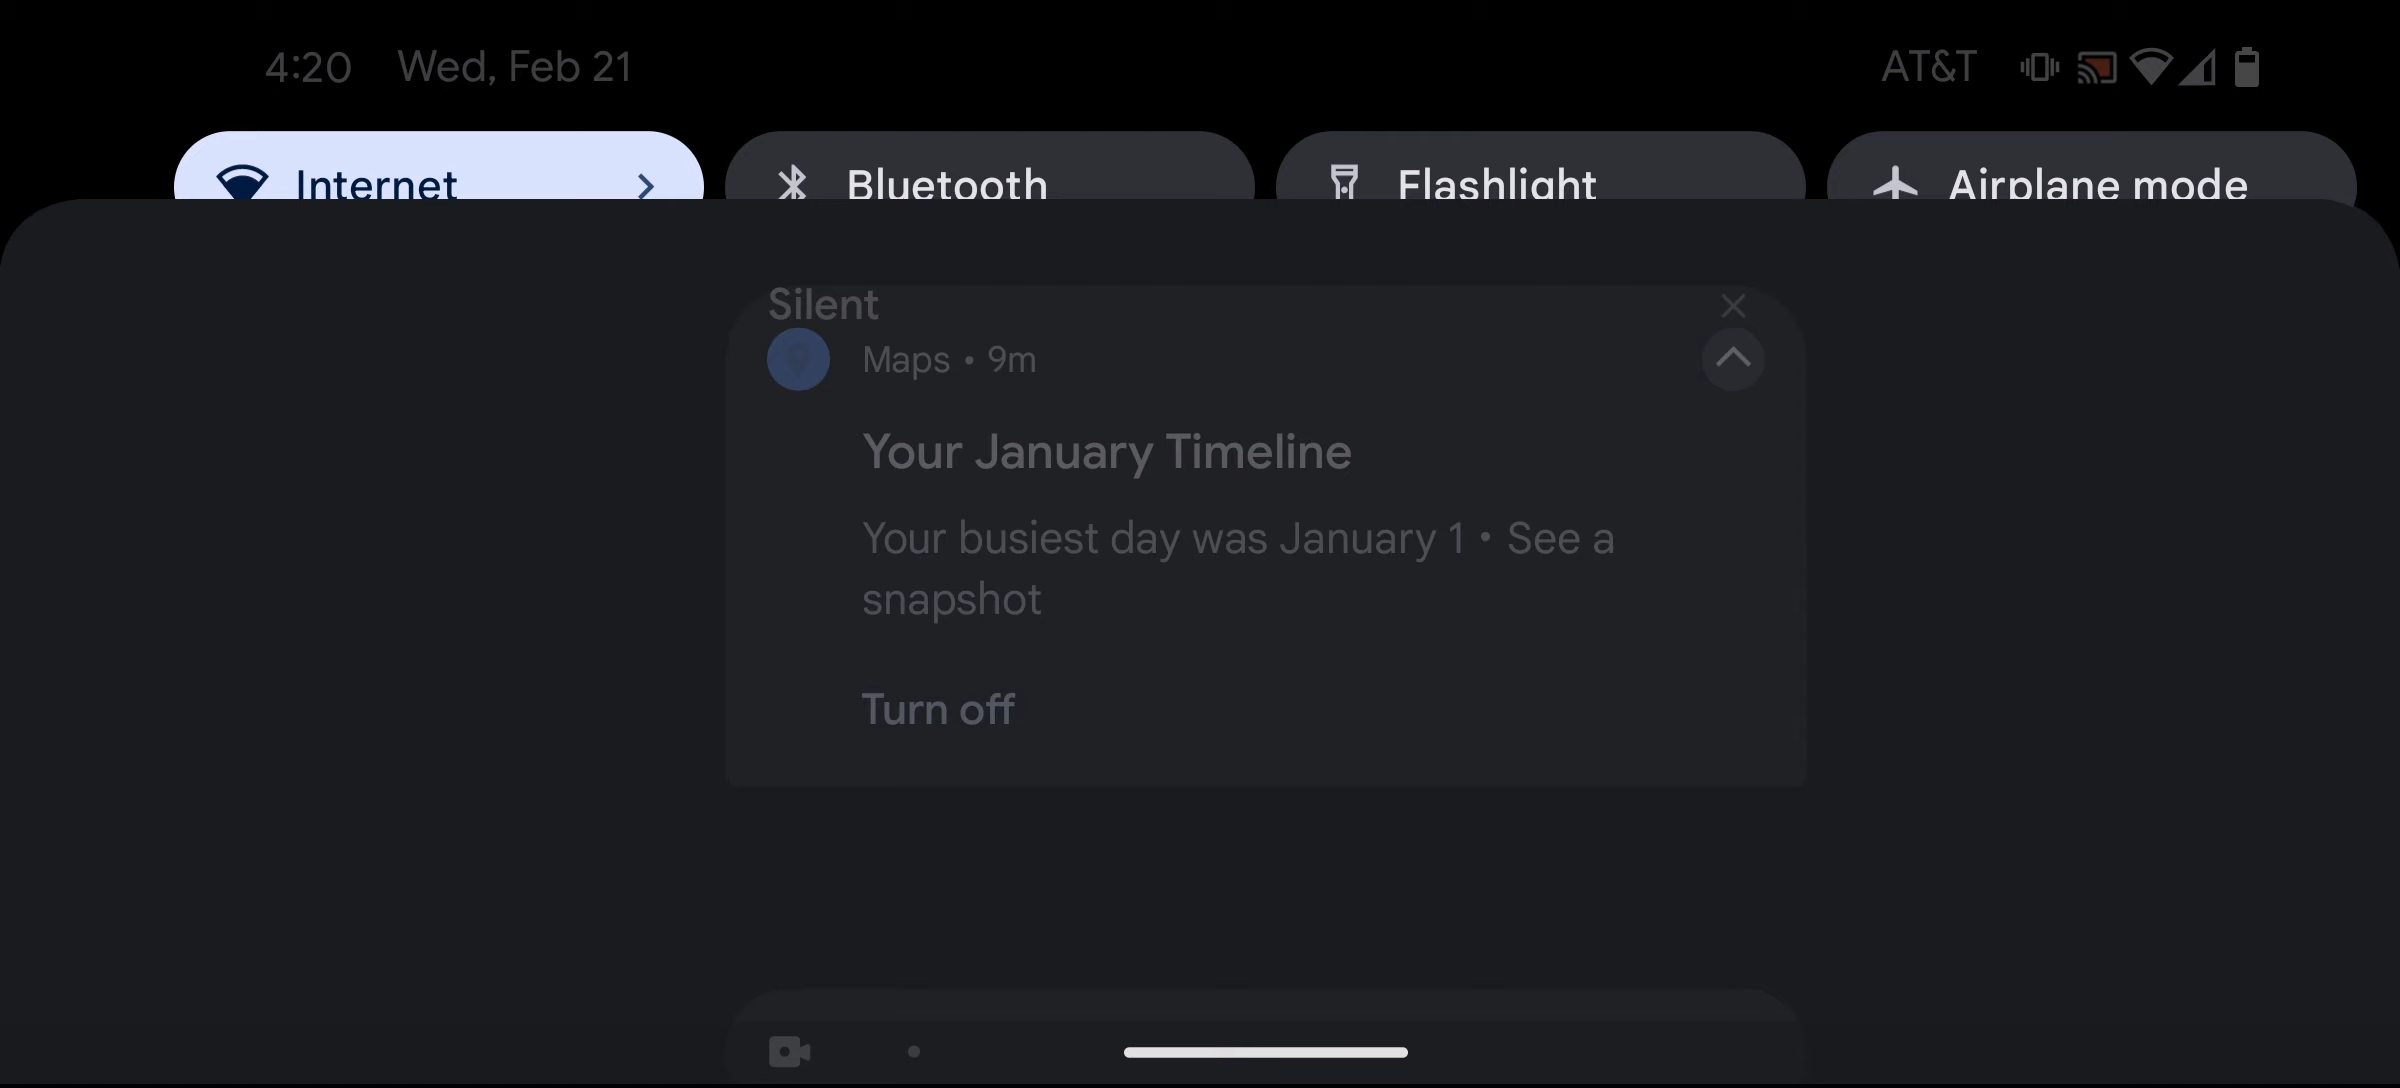 4:20 Wed, Feb 21 AT&T
Internet Bluetooth Flashlight Airplane mode
Silent
Maps • 9m
Your January Timeline
Your busiest day was January 1 • See a
snapshot
Turn off